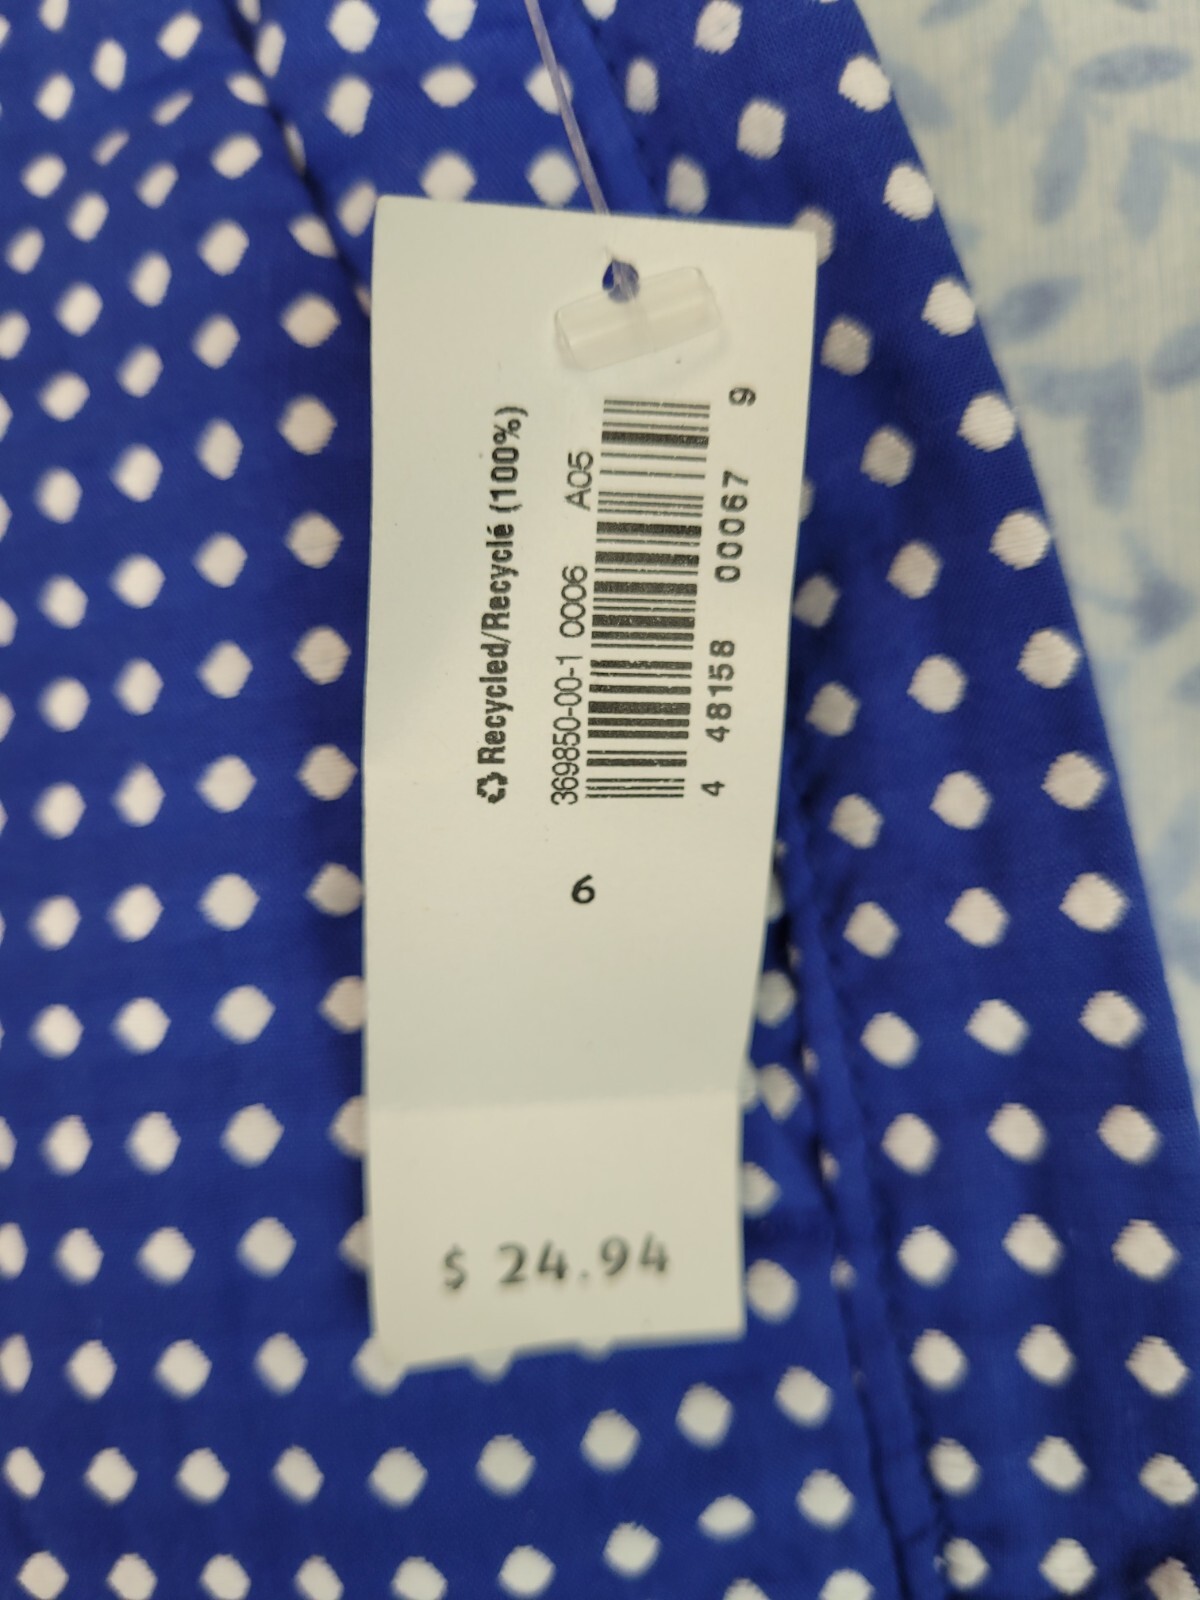 Recycled/Recyclé (100%)
369850-00-1 0006 A05
4 48158 00067 9
6
$ 24.94